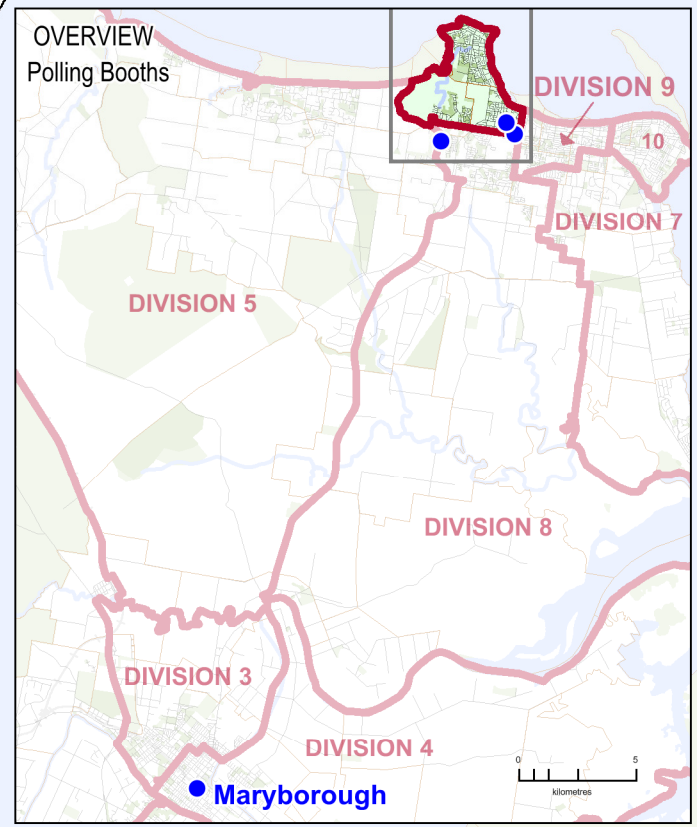 OVERVIEW
Polling Booths
DIVISION 9
10
DIVISION 7
DIVISION 5
DIVISION 8
DIVISION 3
DIVISION 4
0 5
kilometres
Maryborough